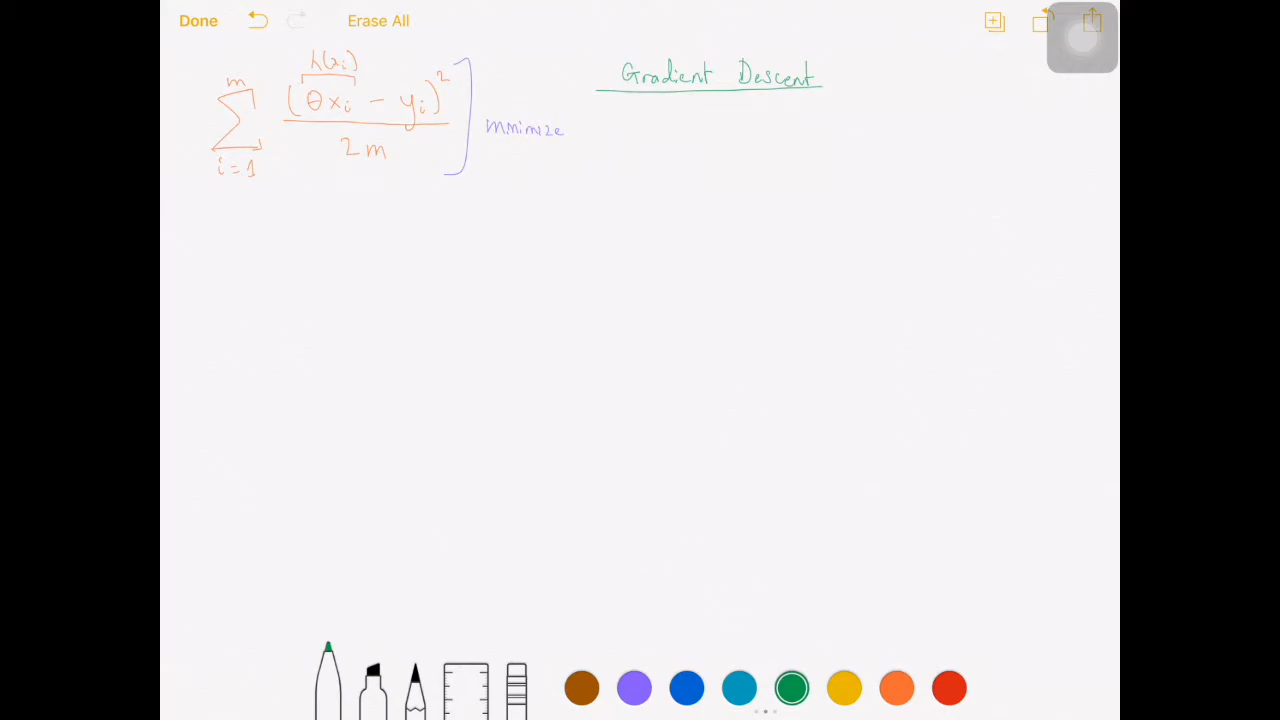 Done
Erase All
h(xi)
m
∑ (θxi - yi)²
i=1
2m
minimize
Gradient Descent